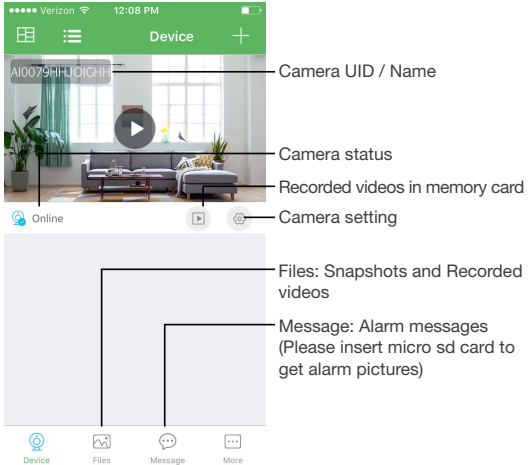 Verizon 12:08 PM
Device
AI0079HHJOIGHH
Camera UID / Name
Camera status
Recorded videos in memory card
Online
Camera setting
Files: Snapshots and Recorded
videos
Message: Alarm messages
(Please insert micro sd card to
get alarm pictures)
Device Files Message More